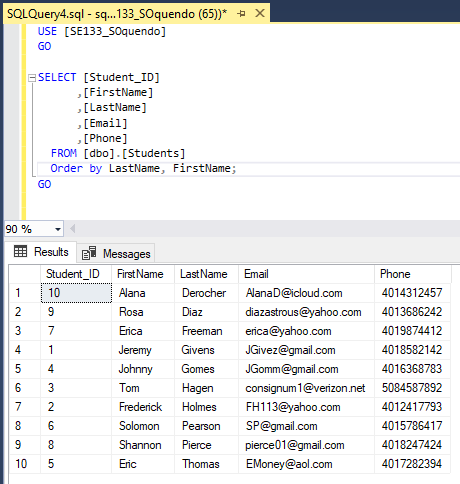 SQLQuery4.sql - sq...133_SOquendo (65))*
USE [SE133_SOquendo]
GO
SELECT [Student_ID]
,[FirstName]
,[LastName]
,[Email]
,[Phone]
FROM [dbo].[Students]
Order by LastName, FirstName;
GO
90 %
Results Messages
Student_ID FirstName LastName Email Phone
1 10 Alana Derocher AlanaD@icloud.com 4014312457
2 9 Rosa Diaz diazastrous@yahoo.com 4013686242
3 7 Erica Freeman erica@yahoo.com 4019874412
4 1 Jeremy Givens JGivez@gmail.com 4018582142
5 4 Johnny Gomes JGomm@gmail.com 4016368783
6 3 Tom Hagen consignum1@verizon.net 5084587892
7 2 Frederick Holmes FH113@yahoo.com 4012417793
8 6 Solomon Pearson SP@gmail.com 4015786417
9 8 Shannon Pierce pierce01@gmail.com 4018247424
10 5 Eric Thomas EMoney@aol.com 4017282394